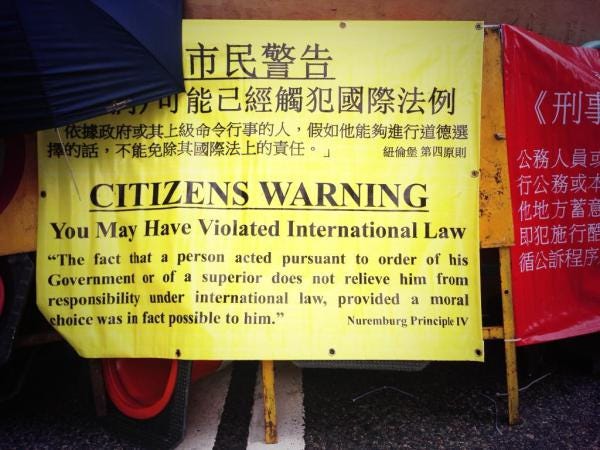 市民警告
可能已經觸犯國際法例
「依據政府或其上級命令行事的人，假如他能夠進行道德選
擇的話，不能免除其國際法上的責任。」 紐倫堡 第四原則
CITIZENS WARNING
You May Have Violated International Law
“The fact that a person acted pursuant to order of his
Government or of a superior does not relieve him from
responsibility under international law, provided a moral
choice was in fact possible to him.” Nuremburg Principle IV
《刑事
公務人員或
行公務或本
他地方蓄意
即犯施行酷
循公訴程序